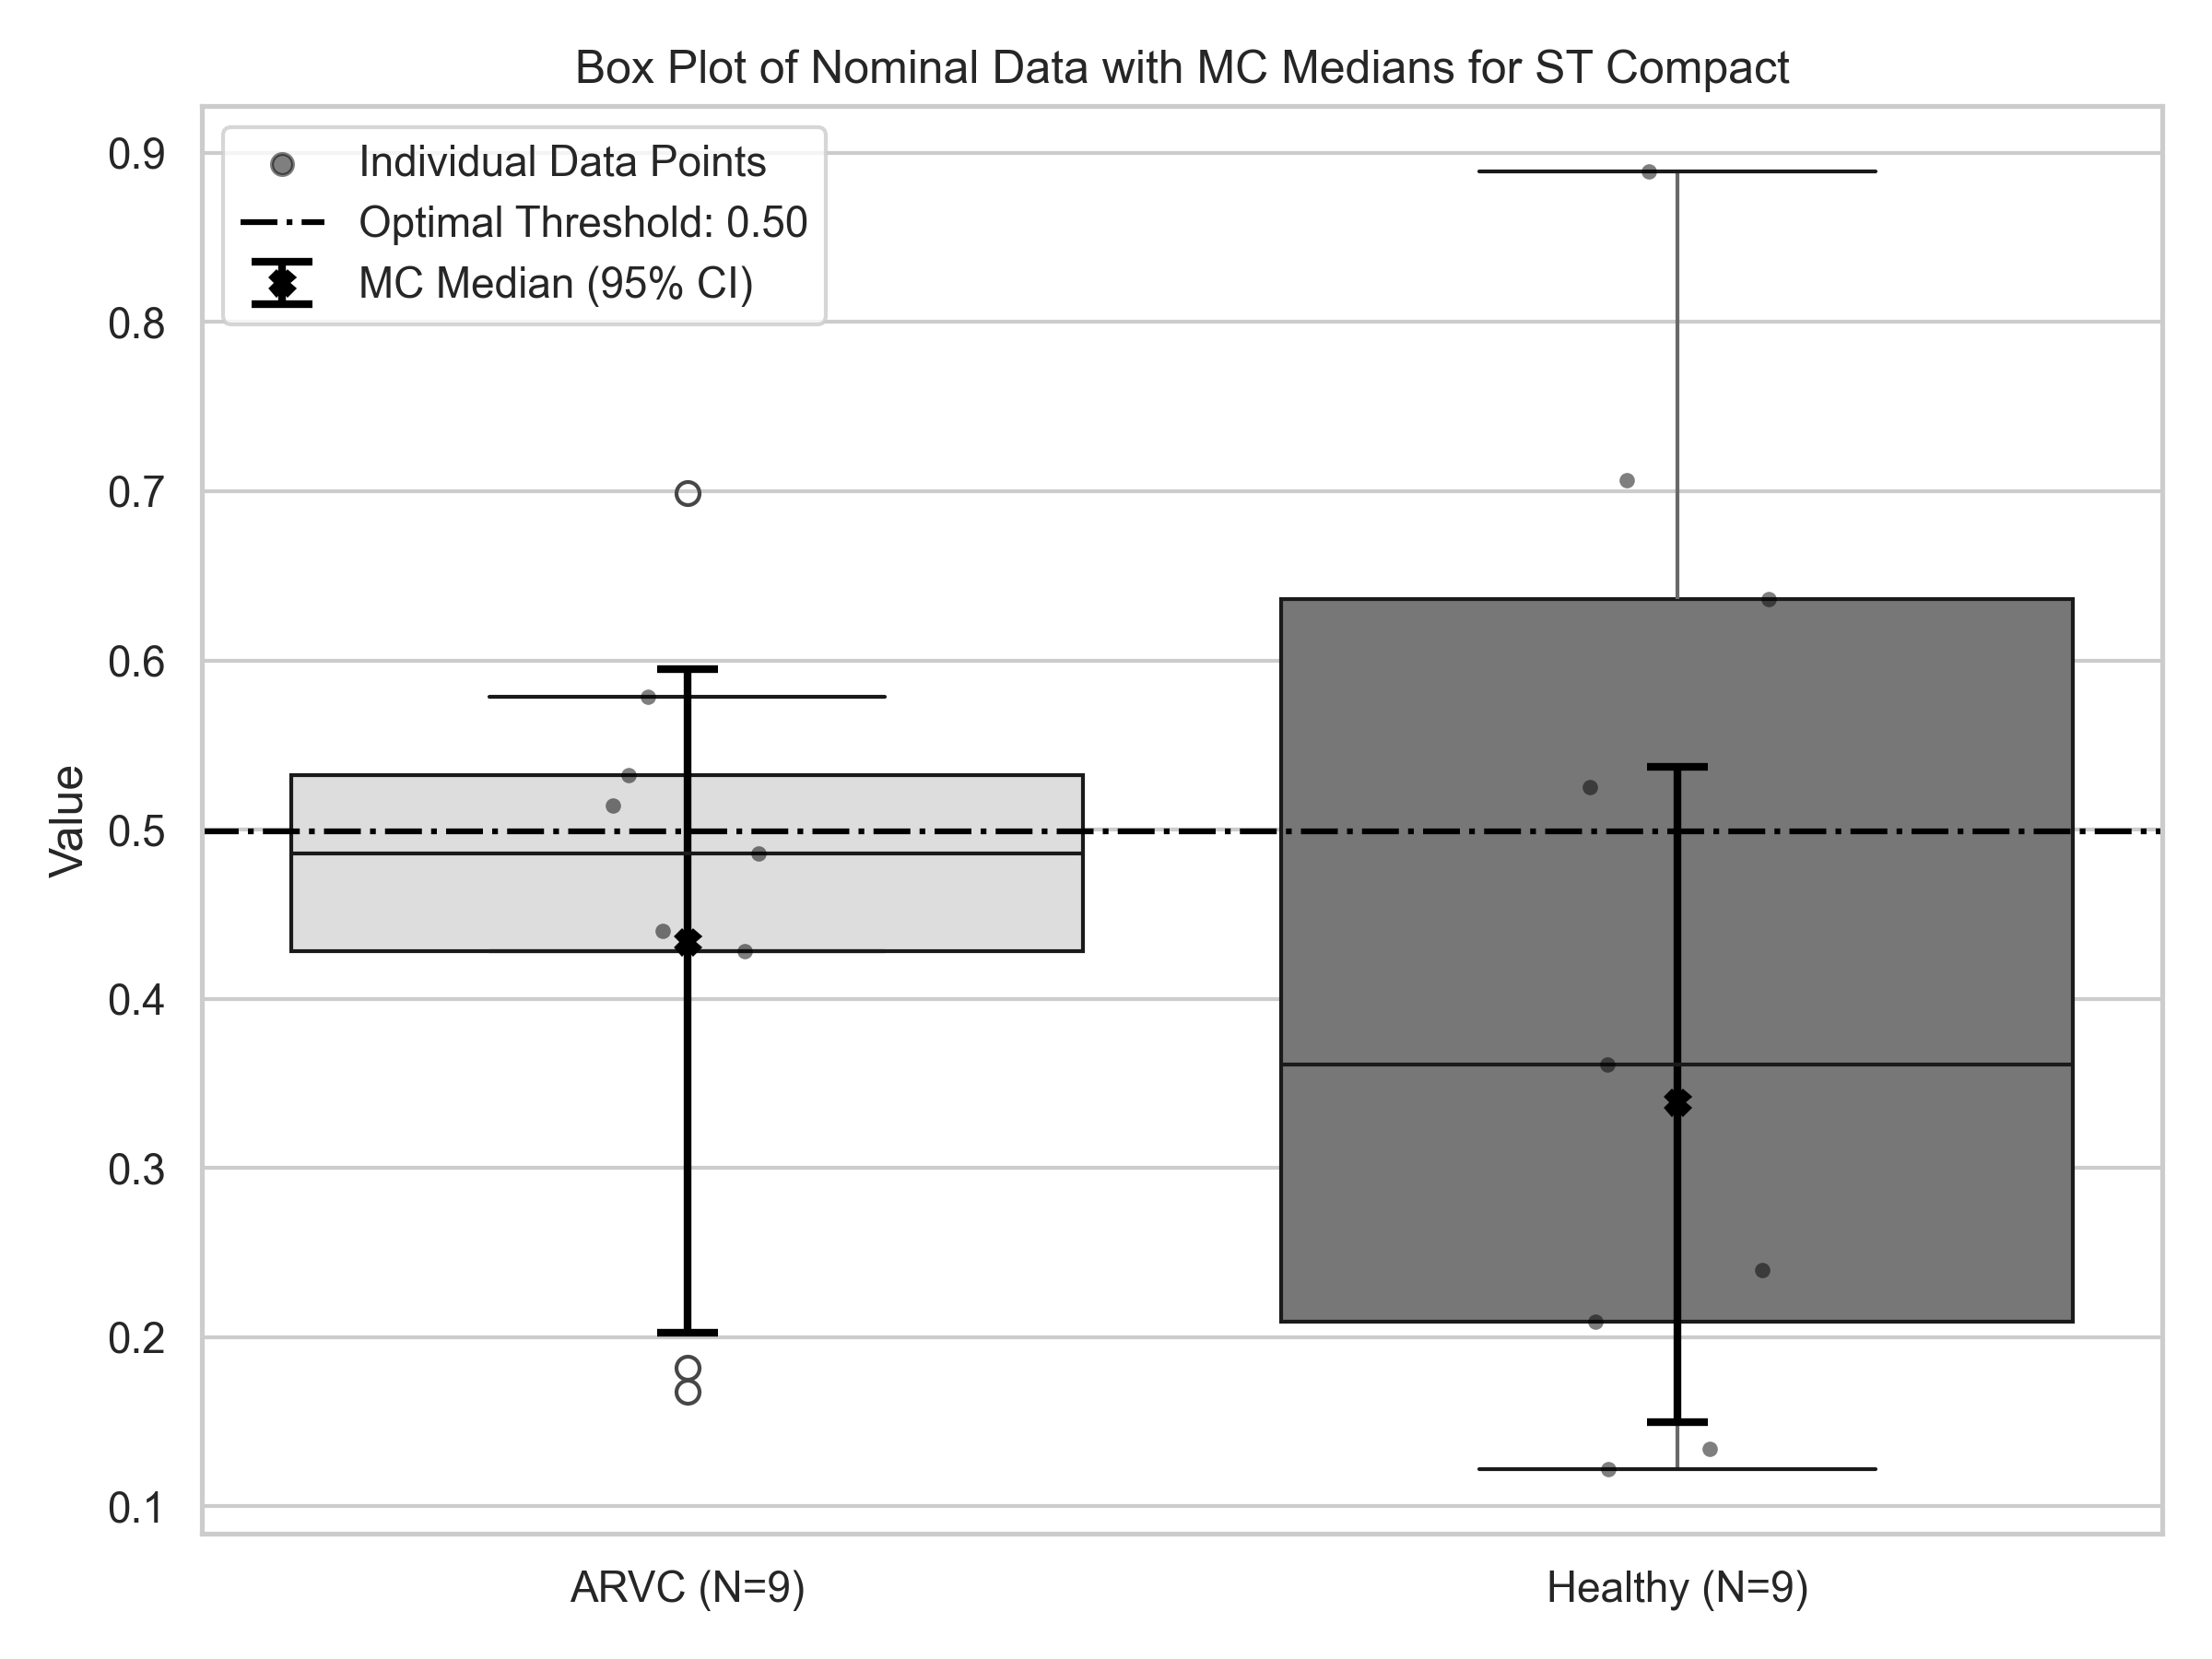 Box Plot of Nominal Data with MC Medians for ST Compact
Individual Data Points
Optimal Threshold: 0.50
MC Median (95% CI)
Value
0.9
0.8
0.7
0.6
0.5
0.4
0.3
0.2
0.1
ARVC (N=9)
Healthy (N=9)